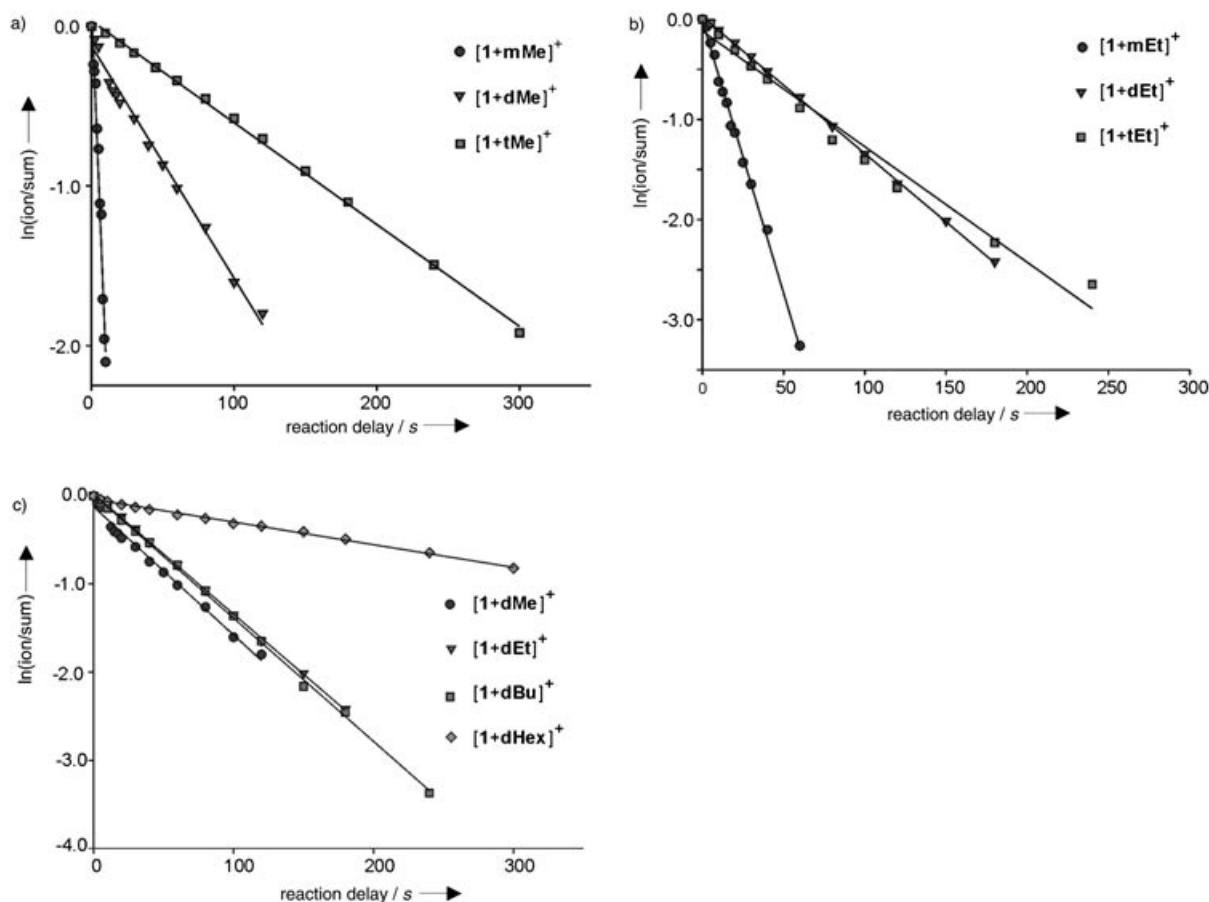 a)
0.0
-1.0
-2.0
ln(ion/sum)
[1+mMe]+
[1+dMe]+
[1+tMe]+
0 100 200 300
reaction delay / s
b)
0.0
-1.0
-2.0
-3.0
ln(ion/sum)
[1+mEt]+
[1+dEt]+
[1+tEt]+
0 50 100 150 200 250 300
reaction delay / s
c)
0.0
-1.0
-2.0
-3.0
-4.0
ln(ion/sum)
[1+dMe]+
[1+dEt]+
[1+dBu]+
[1+dHex]+
0 100 200 300
reaction delay / s